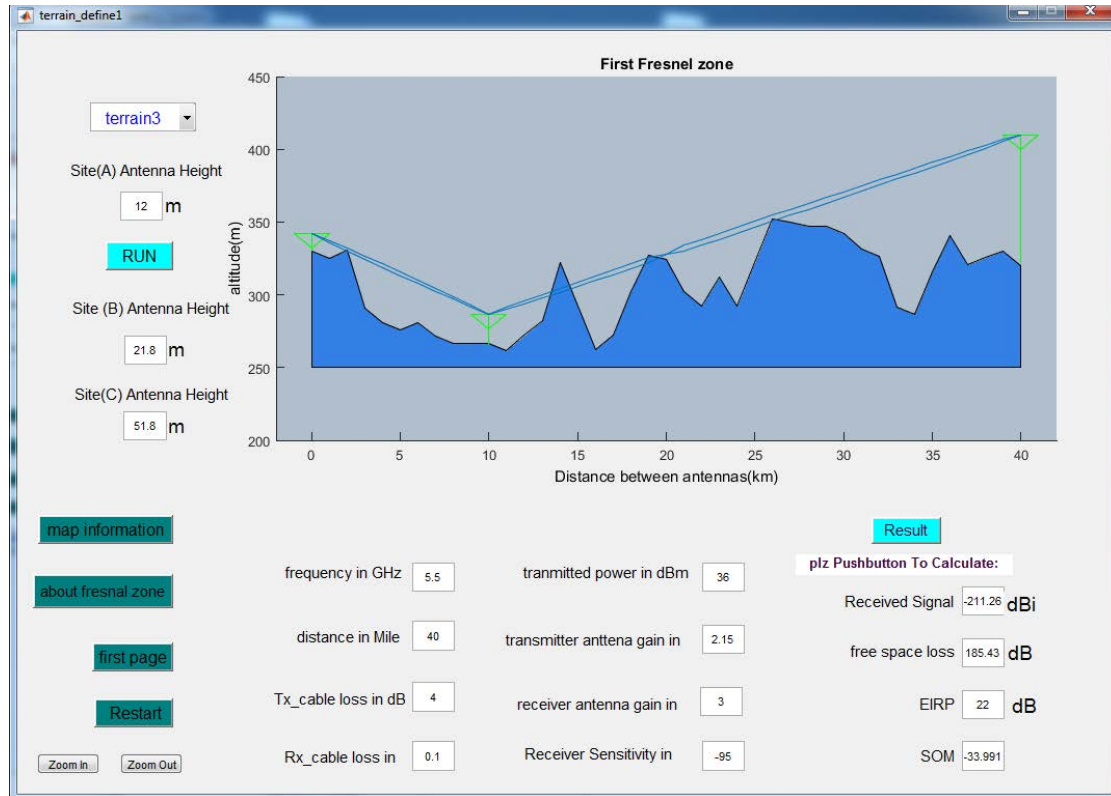 terrain_define1
First Fresnel zone
terrain3
Site(A) Antenna Height
12 m
RUN
Site (B) Antenna Height
21.8 m
Site(C) Antenna Height
51.8 m
altitude(m)
450
400
350
300
250
200
0 5 10 15 20 25 30 35 40
Distance between antennas(km)
map information
about fresnal zone
first page
Restart
Zoom In Zoom Out
frequency in GHz 5.5
distance in Mile 40
Tx_cable loss in dB 4
Rx_cable loss in 0.1
tranmitted power in dBm 36
transmitter anttena gain in 2.15
receiver antenna gain in 3
Receiver Sensitivity in -95
Result
plz Pushbutton To Calculate:
Received Signal -211.26 dBi
free space loss 185.43 dB
EIRP 22 dB
SOM -33.991